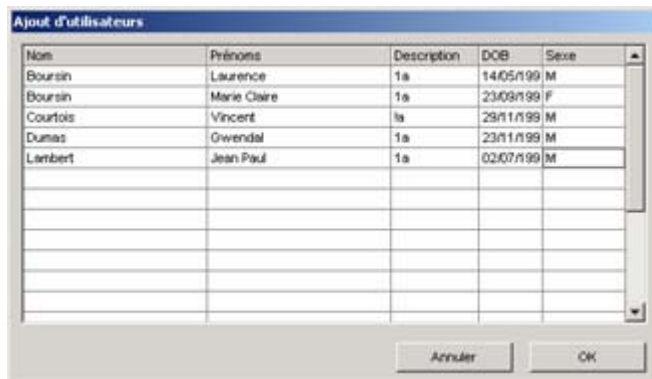 Ajout d'utilisateurs
Nom Prénoms Description DOB Sexe
Boursin Laurence 1a 14/05/199 M
Boursin Marie Claire 1a 23/09/199 F
Courtois Vincent 29/11/199 M
Dumas Gwendal 1a 23/11/199 M
Lambert Jean Paul 1a 02/07/199 M
Annuler OK